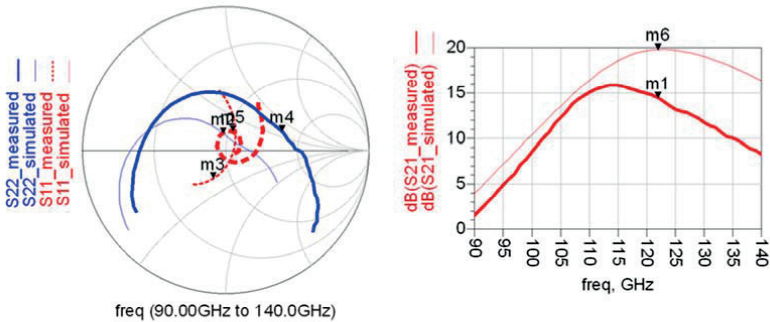 S22_measured
S22_simulated
S11_measured
S11_simulated
m5
m4
m3
freq (90.00GHz to 140.0GHz)
dB(S21_measured)
dB(S21_simulated)
20
15
10
5
0
m6
m1
90
95
100
105
110
115
120
125
130
135
140
freq, GHz